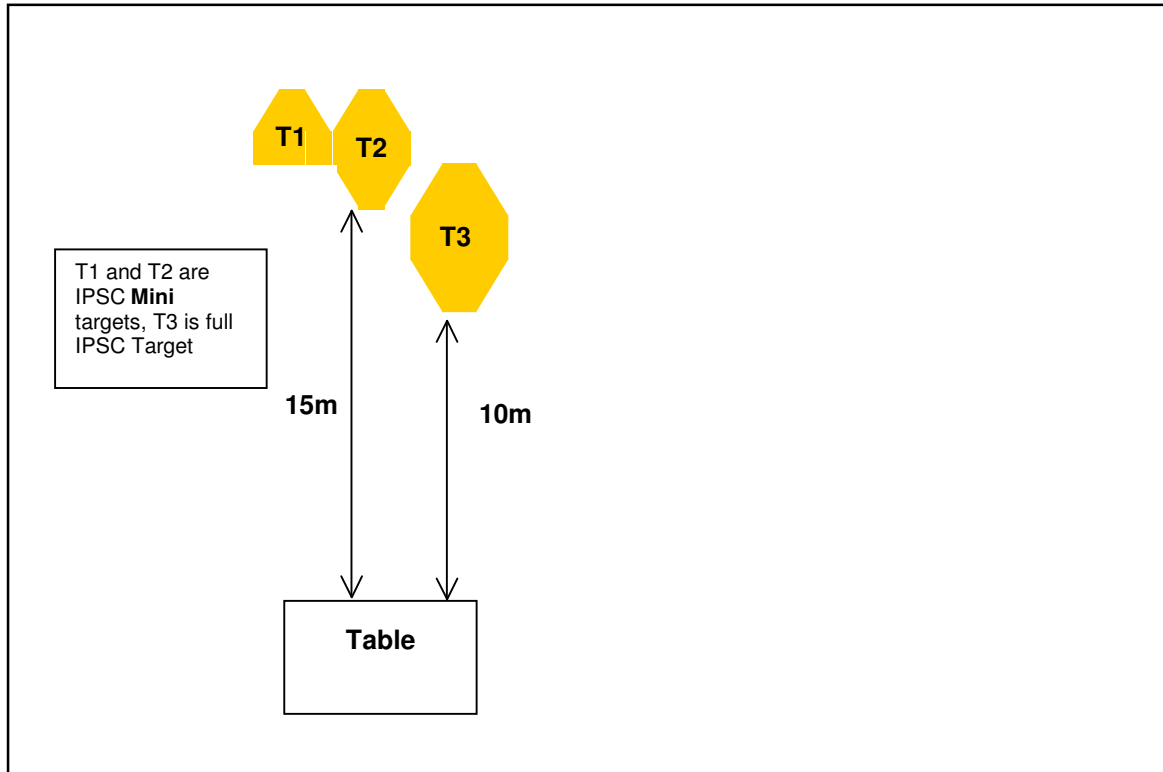 T1
T2
T3
T1 and T2 are
IPSC Mini
targets, T3 is full
IPSC Target
15m
10m
Table